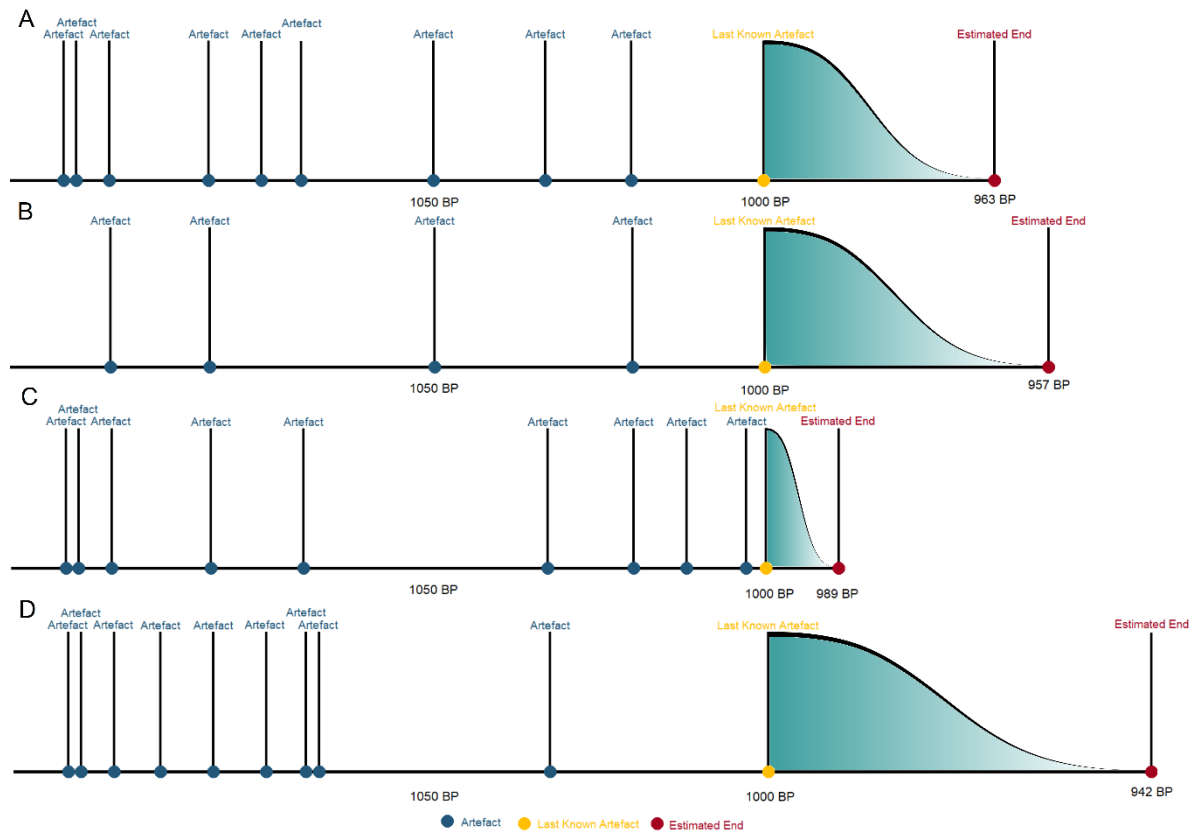 A
Artefact
Artefact Artefact Artefact Artefact Artefact Artefact Artefact Artefact Last Known Artefact Estimated End
1050 BP 1000 BP 963 BP
B
Artefact Artefact Artefact Artefact Last Known Artefact Estimated End
1050 BP 1000 BP 957 BP
C
Artefact Last Known Artefact
Artefact Artefact Artefact Artefact Artefact Artefact Artefact Artefact Estimated End
1050 BP 1000 BP 989 BP
D
Artefact Artefact
Artefact Artefact Artefact Artefact Artefact Artefact Artefact Last Known Artefact Estimated End
1050 BP 1000 BP 942 BP
Artefact Last Known Artefact Estimated End